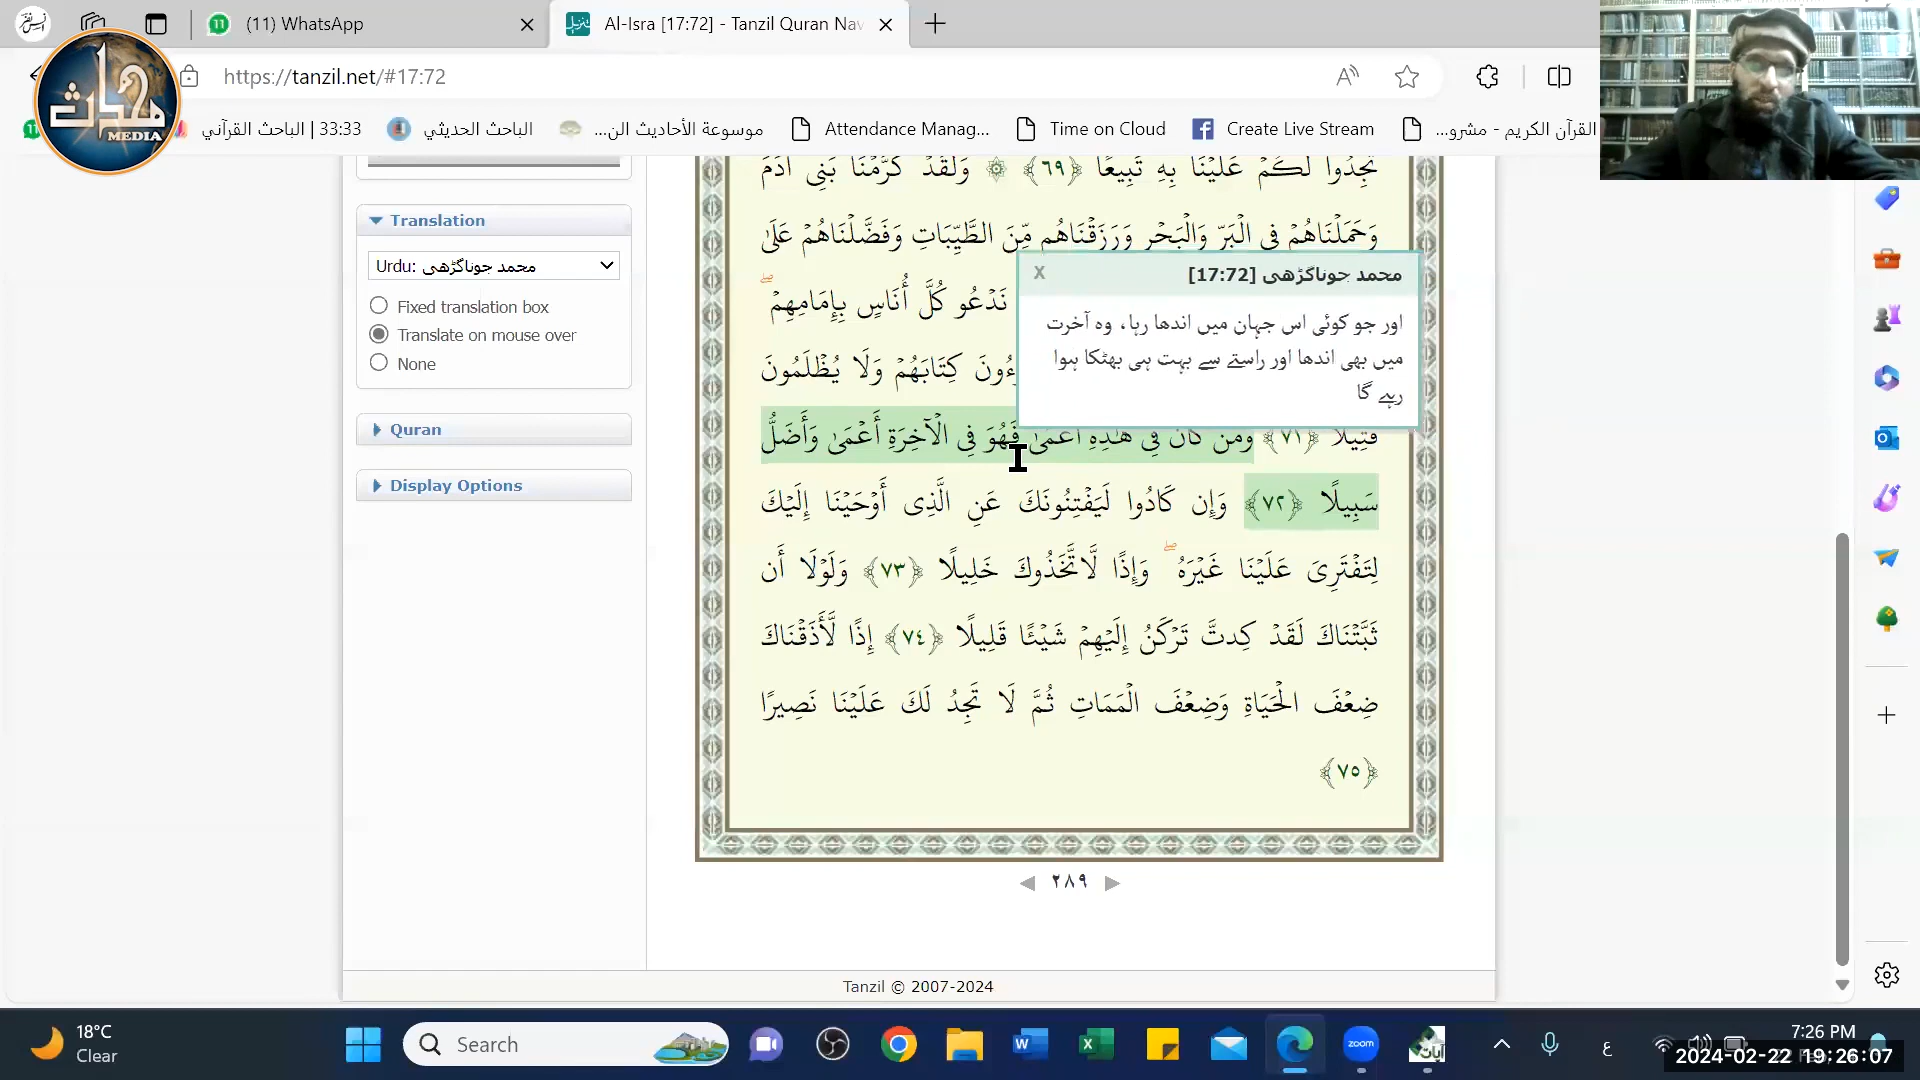 (11) WhatsApp
Al-Isra [17:72] - Tanzil Quran Nav
https://tanzil.net/#17:72
الباحث القرآني | 33:33
الباحث الحديثي
موسوعة الأحاديث الن...
Attendance Manag...
Time on Cloud
Create Live Stream
القرآن الكريم - مشرو...
محدث
MEDIA
Translation
Urdu: محمد جوناگڑھی
Fixed translation box
Translate on mouse over
None
Quran
Display Options
تَجِدُوا لَكُمْ عَلَيْنَا بِهِ تَبِيعًا ﴿٦٩﴾ ۞ وَلَقَدْ كَرَّمْنَا بَنِي آدَمَ
وَحَمَلْنَاهُمْ فِي الْبَرِّ وَالْبَحْرِ وَرَزَقْنَاهُم مِّنَ الطَّيِّبَاتِ وَفَضَّلْنَاهُمْ عَلَىٰ
نَدْعُو كُلَّ أُنَاسٍ بِإِمَامِهِمْ ۖ
كِتَابَهُمْ وَلَا يُظْلَمُونَ
فَتِيلًا ﴿٧١﴾ وَمَن كَانَ فِي هَـٰذِهِ أَعْمَىٰ فَهُوَ فِي الْآخِرَةِ أَعْمَىٰ وَأَضَلُّ
سَبِيلًا ﴿٧٢﴾ وَإِن كَادُوا لَيَفْتِنُونَكَ عَنِ الَّذِي أَوْحَيْنَا إِلَيْكَ
لِتَفْتَرِيَ عَلَيْنَا غَيْرَهُ ۖ وَإِذًا لَّاتَّخَذُوكَ خَلِيلًا ﴿٧٣﴾ وَلَوْلَا أَن
ثَبَّتْنَاكَ لَقَدْ كِدتَّ تَرْكَنُ إِلَيْهِمْ شَيْئًا قَلِيلًا ﴿٧٤﴾ إِذًا لَّأَذَقْنَاكَ
ضِعْفَ الْحَيَاةِ وَضِعْفَ الْمَمَاتِ ثُمَّ لَا تَجِدُ لَكَ عَلَيْنَا نَصِيرًا
﴿٧٥﴾
محمد جوناگڑھی [17:72]
X
اور جو کوئی اس جہان میں اندھا رہا، وہ آخرت
میں بھی اندھا اور راستے سے بہت ہی بھٹکا ہوا
رہے گا
٢٨٩
Tanzil © 2007-2024
18°C
Clear
Search
zoom
آيات
ع
7:26 PM
2024-02-22 19:26:07